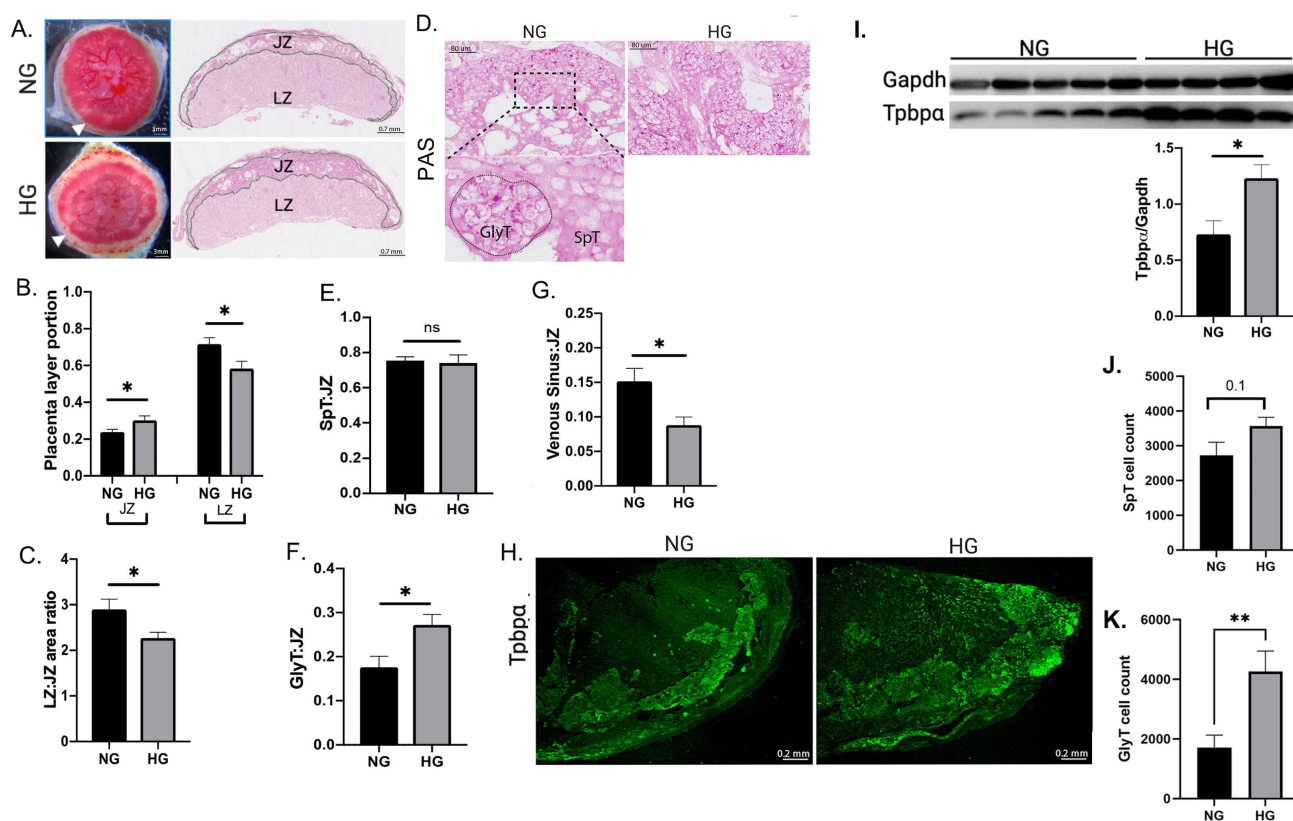 A.
NG
3mm
JZ
LZ
0.7 mm
HG
3mm
JZ
LZ
0.7 mm
B.
Placenta layer portion
1.0
0.8
0.6
0.4
0.2
0.0
*
*
NG HG NG HG
JZ LZ
C.
LZ:JZ area ratio
4
3
2
1
0
*
NG HG
D.
NG HG
80 um 80 um
PAS
GlyT SpT
E.
SpT:JZ
1.0
0.8
0.6
0.4
0.2
0.0
ns
NG HG
F.
GlyT:JZ
0.4
0.3
0.2
0.1
0.0
*
NG HG
G.
Venous Sinus:JZ
0.25
0.20
0.15
0.10
0.05
0.00
*
NG HG
H.
NG HG
Tpbpα
0.2 mm 0.2 mm
I.
NG HG
Gapdh
Tpbpα
Tpbpα/Gapdh
1.5
1.0
0.5
0.0
*
NG HG
J.
SpT cell count
5000
4000
3000
2000
1000
0
0.1
NG HG
K.
GlyT cell count
6000
4000
2000
0
**
NG HG